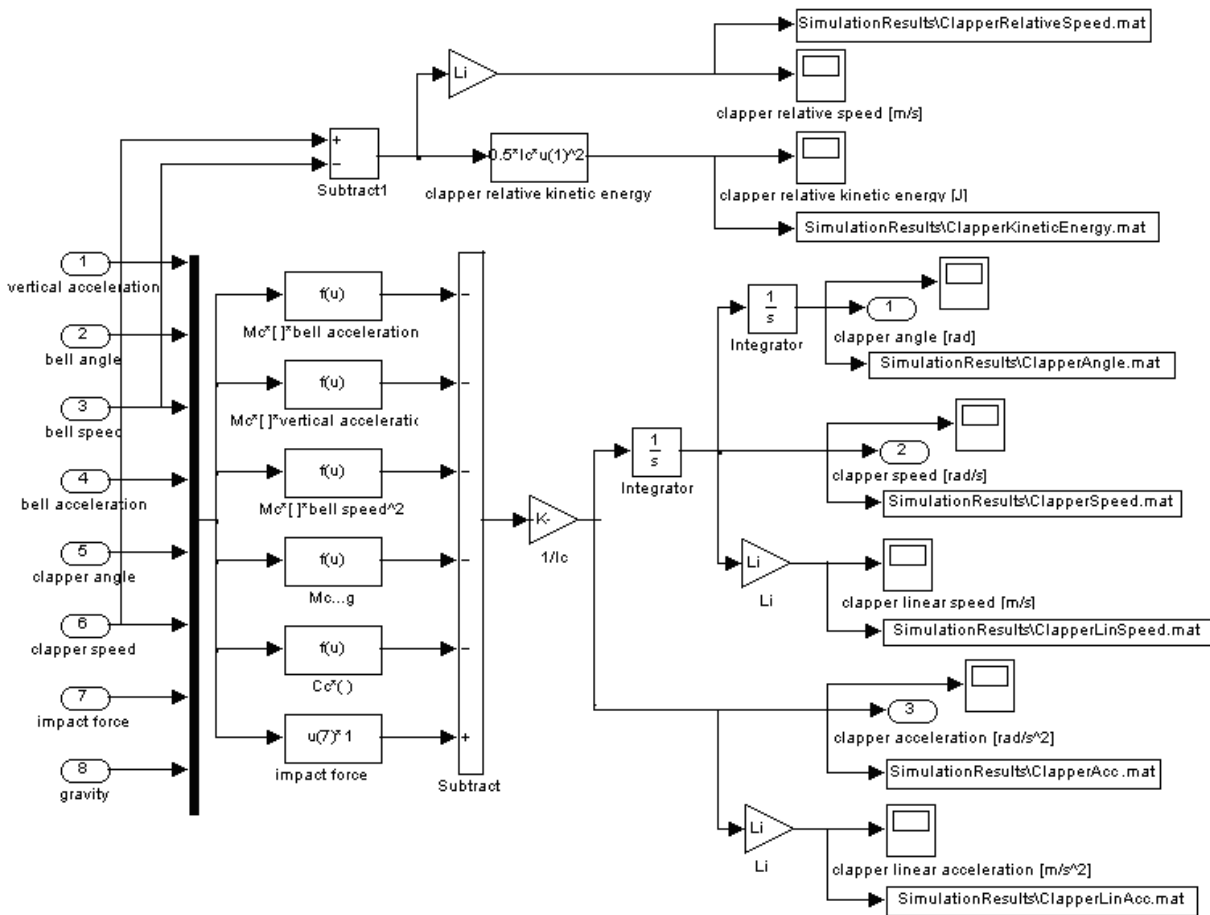 SimulationResults\ClapperRelativeSpeed.mat
Li
clapper relative speed [m/s]
+
−
Subtract1
0.5*Ic*u(1)^2
clapper relative kinetic energy
clapper relative kinetic energy [J]
SimulationResults\ClapperKineticEnergy.mat
1
vertical acceleration
2
bell angle
3
bell speed
4
bell acceleration
5
clapper angle
6
clapper speed
7
impact force
8
gravity
f(u)
Mc*[ ]*bell acceleration
f(u)
Mc*[ ]*vertical acceleratic
f(u)
Mc*[ ]*bell speed^2
f(u)
Mc...g
f(u)
Cc*( )
u(7)*1
impact force
−
−
−
−
−
+
Subtract
-K-
1/Ic
1
s
Integrator
1
s
Integrator
1
clapper angle [rad]
SimulationResults\ClapperAngle.mat
2
clapper speed [rad/s]
SimulationResults\ClapperSpeed.mat
Li
Li
clapper linear speed [m/s]
SimulationResults\ClapperLinSpeed.mat
3
clapper acceleration [rad/s^2]
SimulationResults\ClapperAcc.mat
Li
Li
clapper linear acceleration [m/s^2]
SimulationResults\ClapperLinAcc.mat